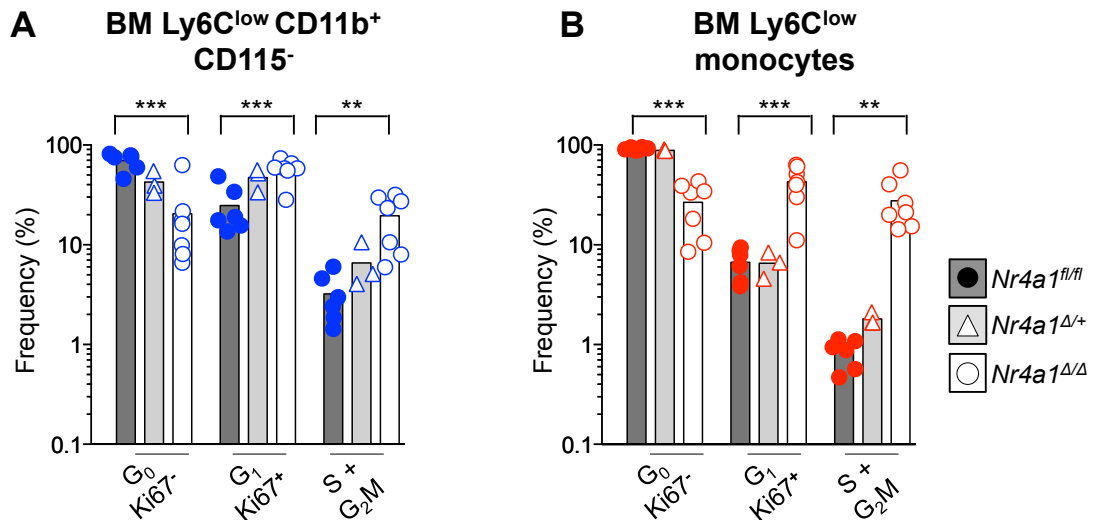 A
BM Ly6Clow CD11b+
CD115-
***
***
**
Frequency (%)
100
10
1
0.1
G0
Ki67-
G1
Ki67+
S +
G2M
B
BM Ly6Clow
monocytes
***
***
**
Frequency (%)
100
10
1
0.1
G0
Ki67-
G1
Ki67+
S +
G2M
Nr4a1fl/fl
Nr4a1Δ/+
Nr4a1Δ/Δ